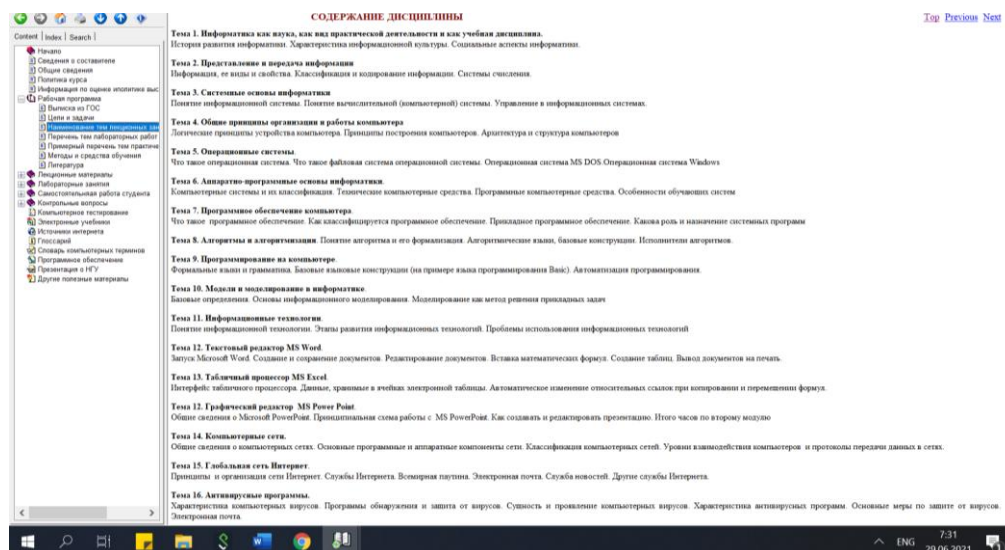 СОДЕРЖАНИЕ ДИСЦИПЛИНЫ
Top Previous Next
Content Index Search
Начало
Сведения о составителе
Общие сведения
Политика курса
Информация по оценке иполитика выс
Рабочая программа
Выписка из ГОС
Цели и задачи
Наименование тем лекционных зан
Перечень тем лабораторных работ
Примерный перечень тем практиче
Методы и средства обучения
Литература
Лекционные материалы
Лабораторные занятия
Самостоятельная работа студента
Контрольные вопросы
Компьютерное тестирование
Электронные учебники
Источники интернета
Глоссарий
Словарь компьютерных терминов
Программное обеспечение
Презентация о НГУ
Другие полезные материалы
Тема 1. Информатика как наука, как вид практической деятельности и как учебная дисциплина.
История развития информатики. Характеристика информационной культуры. Социальные аспекты информатики.
Тема 2. Представление и передача информации
Информация, ее виды и свойства. Классификация и кодирование информации. Системы счисления.
Тема 3. Системные основы информатики
Понятие информационной системы. Понятие вычислительной (компьютерной) системы. Управление в информационных системах.
Тема 4. Общие принципы организации и работы компьютера
Логические принципы устройства компьютера. Принципы построения компьютеров. Архитектура и структура компьютеров
Тема 5. Операционные системы.
Что такое операционная система. Что такое файловая система операционной системы. Операционная система MS DOS.Операционная система Windows
Тема 6. Аппаратно-программные основы информатики.
Компьютерные системы и их классификация. Технические компьютерные средства. Программные компьютерные средства. Особенности обучающих систем
Тема 7. Программное обеспечение компьютера.
Что такое программное обеспечение. Как классифицируется программное обеспечение. Прикладное программное обеспечение. Какова роль и назначение системных программ
Тема 8. Алгоритмы и алгоритмизация. Понятие алгоритма и его формализация. Алгоритмические языки, базовые конструкции. Исполнители алгоритмов.
Тема 9. Программирование на компьютере.
Формальные языки и грамматика. Базовые языковые конструкции (на примере языка программирования Basic). Автоматизация программирования.
Тема 10. Модели и моделирование в информатике.
Базовые определения. Основы информационного моделирования. Моделирование как метод решения прикладных задач
Тема 11. Информационные технологии.
Понятие информационной технологии. Этапы развития информационных технологий. Проблемы использования информационных технологий
Тема 12. Текстовый редактор MS Word.
Запуск Microsoft Word. Создание и сохранение документов. Редактирование документов. Вставка математических формул. Создание таблиц. Вывод документов на печать.
Тема 13. Табличный процессор MS Excel.
Интерфейс табличного процессора. Данные, хранимые в ячейках электронной таблицы. Автоматическое изменение относительных ссылок при копировании и перемещении формул.
Тема 12. Графический редактор MS Power Point.
Общие сведения о Microsoft PowerPoint. Принципиальная схема работы с MS PowerPoint. Как создавать и редактировать презентацию. Итого часов по второму модулю
Тема 14. Компьютерные сети.
Общие сведения о компьютерных сетях. Основные программные и аппаратные компоненты сети. Классификация компьютерных сетей. Уровни взаимодействия компьютеров и протоколы передачи данных в сетях.
Тема 15. Глобальная сеть Интернет.
Принципы и организация сети Интернет. Службы Интернета. Всемирная паутина. Электронная почта. Служба новостей. Другие службы Интернета.
Тема 16. Антивирусные программы.
Характеристика компьютерных вирусов. Программы обнаружения и защита от вирусов. Сущность и проявление компьютерных вирусов. Характеристика антивирусных программ. Основные меры по защите от вирусов.
Электронная почта.
ENG
7:31
29.06.2021